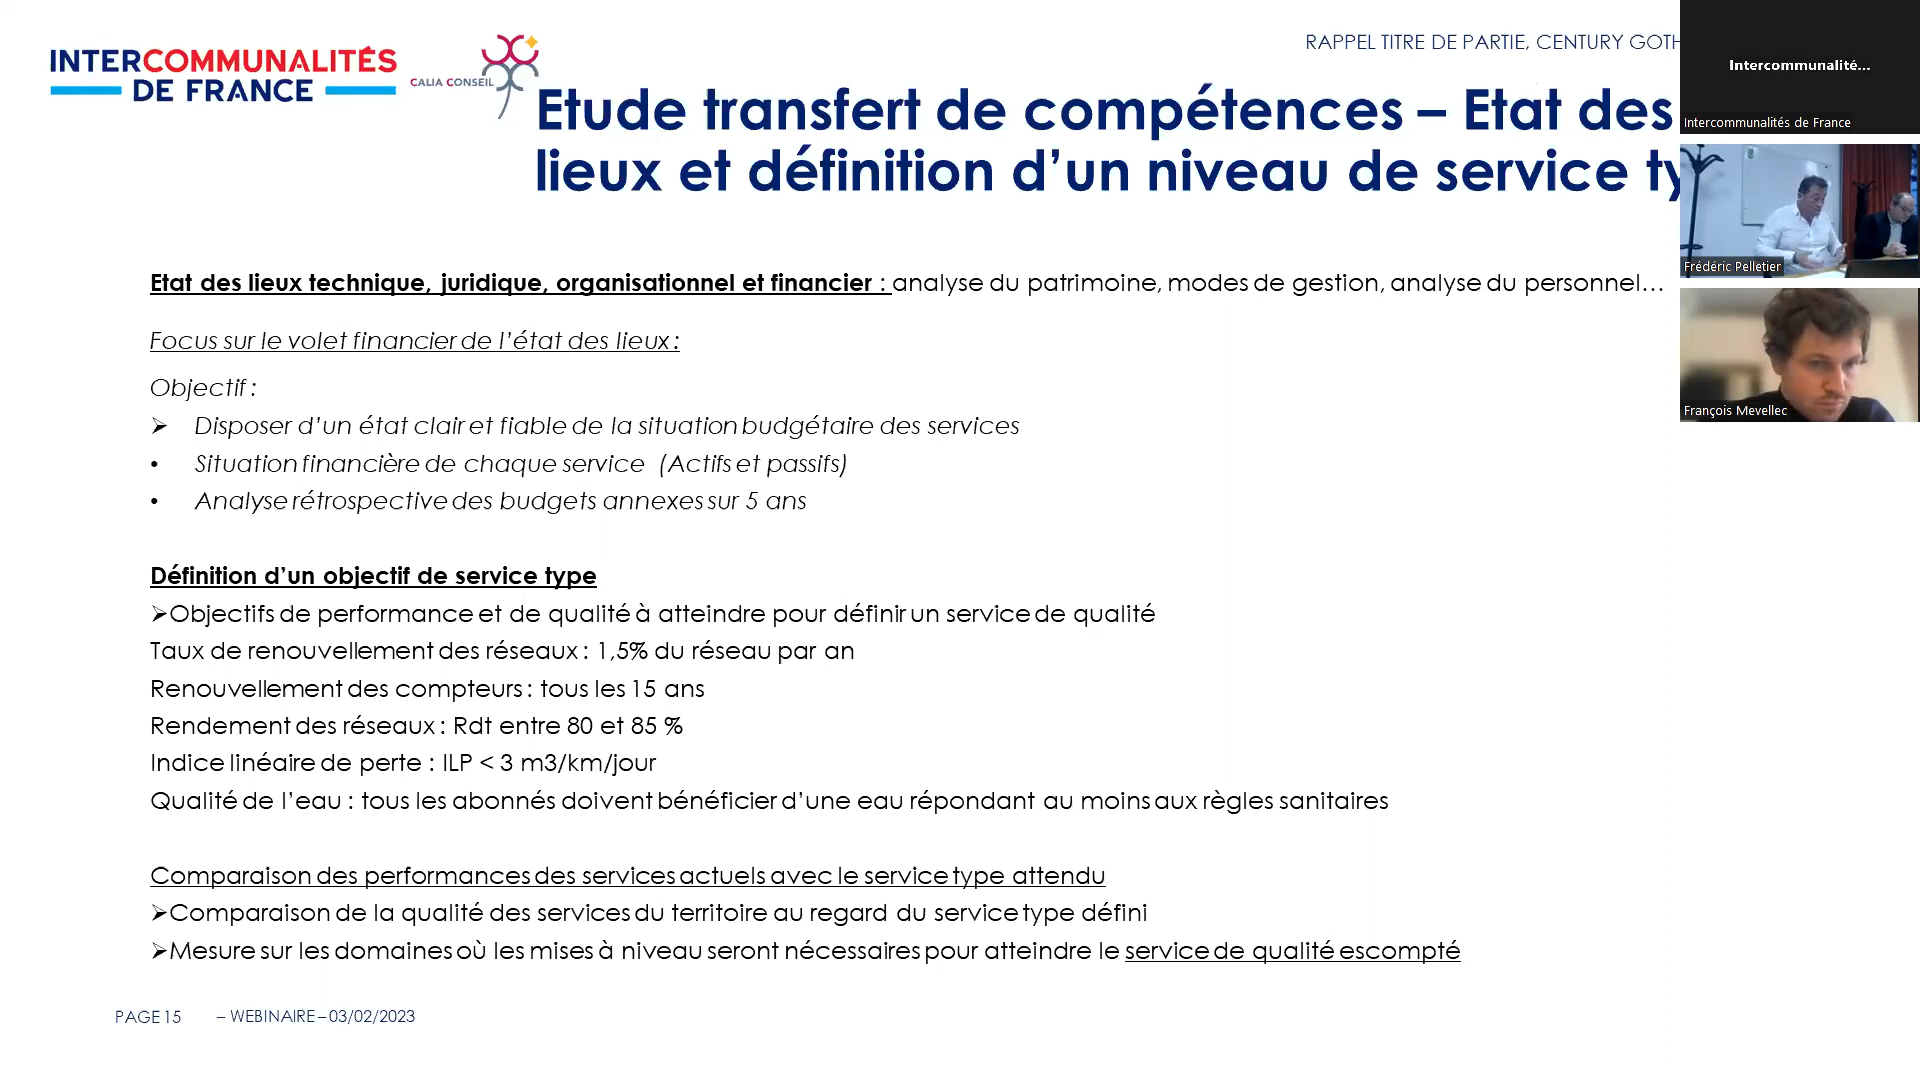 INTERCOMMUNALITÉS
DE FRANCE
CALIA CONSEIL
RAPPEL TITRE DE PARTIE, CENTURY GOTH
Etude transfert de compétences – Etat des
lieux et définition d’un niveau de service ty
Etat des lieux technique, juridique, organisationnel et financier : analyse du patrimoine, modes de gestion, analyse du personnel…
Focus sur le volet financier de l’état des lieux :
Objectif :
➢ Disposer d’un état clair et fiable de la situation budgétaire des services
• Situation financière de chaque service (Actifs et passifs)
• Analyse rétrospective des budgets annexes sur 5 ans
Définition d’un objectif de service type
➢Objectifs de performance et de qualité à atteindre pour définir un service de qualité
Taux de renouvellement des réseaux : 1,5% du réseau par an
Renouvellement des compteurs : tous les 15 ans
Rendement des réseaux : Rdt entre 80 et 85 %
Indice linéaire de perte : ILP < 3 m3/km/jour
Qualité de l’eau : tous les abonnés doivent bénéficier d’une eau répondant au moins aux règles sanitaires
Comparaison des performances des services actuels avec le service type attendu
➢Comparaison de la qualité des services du territoire au regard du service type défini
➢Mesure sur les domaines où les mises à niveau seront nécessaires pour atteindre le service de qualité escompté
PAGE 15 – WEBINAIRE – 03/02/2023
Intercommunalité...
Intercommunalités de France
Frédéric Pelletier
François Mevellec